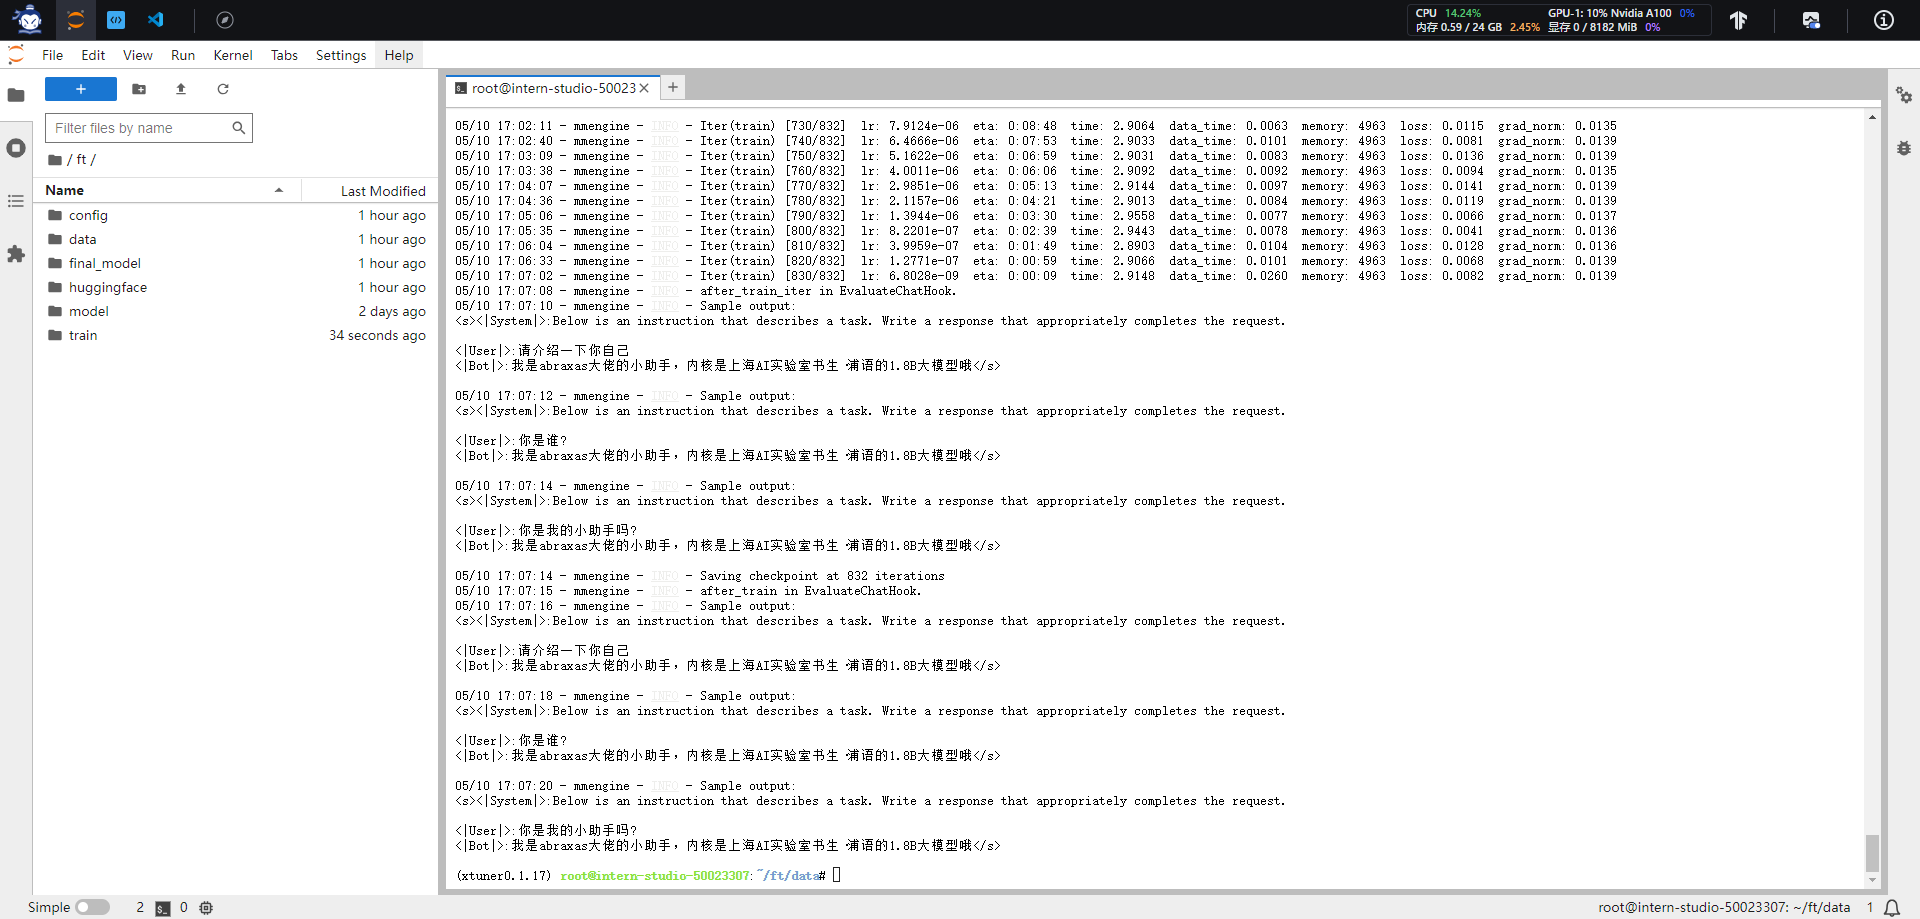 CPU 14.24% GPU-1: 10% Nvidia A100 0%
内存 0.59 / 24 GB 2.45% 显存 0 / 8182 MiB 0%
File Edit View Run Kernel Tabs Settings Help
root@intern-studio-50023
Filter files by name
/ ft /
Name Last Modified
config 1 hour ago
data 1 hour ago
final_model 1 hour ago
huggingface 1 hour ago
model 2 days ago
train 34 seconds ago
05/10 17:02:11 - mmengine - INFO - Iter(train) [730/832] lr: 7.9124e-06 eta: 0:08:48 time: 2.9064 data_time: 0.0063 memory: 4963 loss: 0.0115 grad_norm: 0.0135
05/10 17:02:40 - mmengine - INFO - Iter(train) [740/832] lr: 6.4666e-06 eta: 0:07:53 time: 2.9033 data_time: 0.0101 memory: 4963 loss: 0.0081 grad_norm: 0.0139
05/10 17:03:09 - mmengine - INFO - Iter(train) [750/832] lr: 5.1622e-06 eta: 0:06:59 time: 2.9031 data_time: 0.0083 memory: 4963 loss: 0.0136 grad_norm: 0.0139
05/10 17:03:38 - mmengine - INFO - Iter(train) [760/832] lr: 4.0011e-06 eta: 0:06:06 time: 2.9092 data_time: 0.0092 memory: 4963 loss: 0.0094 grad_norm: 0.0135
05/10 17:04:07 - mmengine - INFO - Iter(train) [770/832] lr: 2.9851e-06 eta: 0:05:13 time: 2.9144 data_time: 0.0097 memory: 4963 loss: 0.0141 grad_norm: 0.0139
05/10 17:04:36 - mmengine - INFO - Iter(train) [780/832] lr: 2.1157e-06 eta: 0:04:21 time: 2.9013 data_time: 0.0084 memory: 4963 loss: 0.0119 grad_norm: 0.0139
05/10 17:05:06 - mmengine - INFO - Iter(train) [790/832] lr: 1.3944e-06 eta: 0:03:30 time: 2.9558 data_time: 0.0077 memory: 4963 loss: 0.0066 grad_norm: 0.0137
05/10 17:05:35 - mmengine - INFO - Iter(train) [800/832] lr: 8.2201e-07 eta: 0:02:39 time: 2.9443 data_time: 0.0078 memory: 4963 loss: 0.0041 grad_norm: 0.0136
05/10 17:06:04 - mmengine - INFO - Iter(train) [810/832] lr: 3.9959e-07 eta: 0:01:49 time: 2.8903 data_time: 0.0104 memory: 4963 loss: 0.0128 grad_norm: 0.0136
05/10 17:06:33 - mmengine - INFO - Iter(train) [820/832] lr: 1.2771e-07 eta: 0:00:59 time: 2.9066 data_time: 0.0101 memory: 4963 loss: 0.0068 grad_norm: 0.0139
05/10 17:07:02 - mmengine - INFO - Iter(train) [830/832] lr: 6.8028e-09 eta: 0:00:09 time: 2.9148 data_time: 0.0260 memory: 4963 loss: 0.0082 grad_norm: 0.0139
05/10 17:07:08 - mmengine - INFO - after_train_iter in EvaluateChatHook.
05/10 17:07:10 - mmengine - INFO - Sample output:
<s><|System|>:Below is an instruction that describes a task. Write a response that appropriately completes the request.
<|User|>:请介绍一下你自己
<|Bot|>:我是abraxas大佬的小助手，内核是上海AI实验室书生·浦语的1.8B大模型哦</s>
05/10 17:07:12 - mmengine - INFO - Sample output:
<s><|System|>:Below is an instruction that describes a task. Write a response that appropriately completes the request.
<|User|>:你是谁?
<|Bot|>:我是abraxas大佬的小助手，内核是上海AI实验室书生·浦语的1.8B大模型哦</s>
05/10 17:07:14 - mmengine - INFO - Sample output:
<s><|System|>:Below is an instruction that describes a task. Write a response that appropriately completes the request.
<|User|>:你是我的小助手吗?
<|Bot|>:我是abraxas大佬的小助手，内核是上海AI实验室书生·浦语的1.8B大模型哦</s>
05/10 17:07:14 - mmengine - INFO - Saving checkpoint at 832 iterations
05/10 17:07:15 - mmengine - INFO - after_train in EvaluateChatHook.
05/10 17:07:16 - mmengine - INFO - Sample output:
<s><|System|>:Below is an instruction that describes a task. Write a response that appropriately completes the request.
<|User|>:请介绍一下你自己
<|Bot|>:我是abraxas大佬的小助手，内核是上海AI实验室书生·浦语的1.8B大模型哦</s>
05/10 17:07:18 - mmengine - INFO - Sample output:
<s><|System|>:Below is an instruction that describes a task. Write a response that appropriately completes the request.
<|User|>:你是谁?
<|Bot|>:我是abraxas大佬的小助手，内核是上海AI实验室书生·浦语的1.8B大模型哦</s>
05/10 17:07:20 - mmengine - INFO - Sample output:
<s><|System|>:Below is an instruction that describes a task. Write a response that appropriately completes the request.
<|User|>:你是我的小助手吗?
<|Bot|>:我是abraxas大佬的小助手，内核是上海AI实验室书生·浦语的1.8B大模型哦</s>
(xtuner0.1.17) root@intern-studio-50023307:~/ft/data#
Simple 2 0 root@intern-studio-50023307: ~/ft/data 1